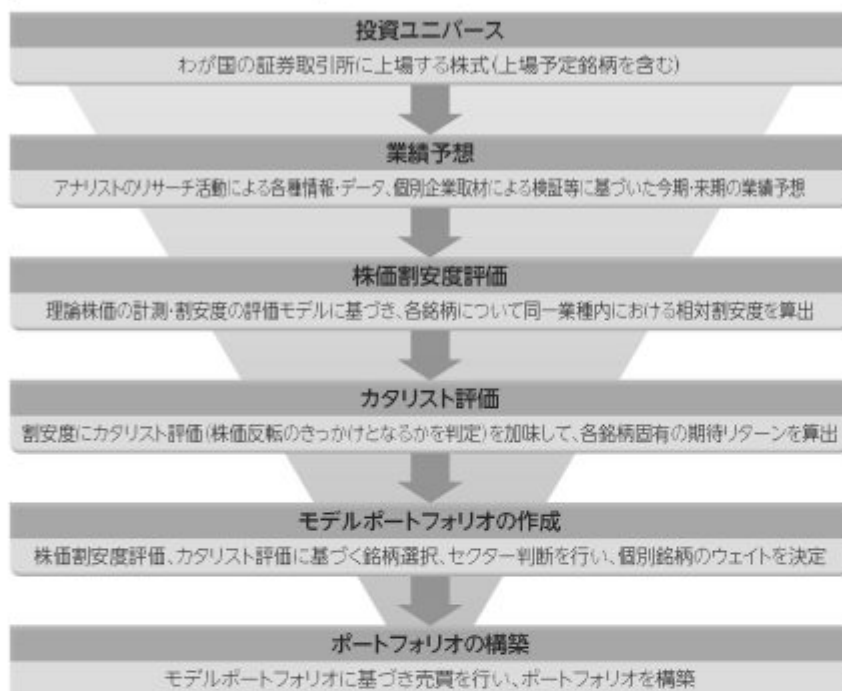 投資ユニバース
わが国の証券取引所に上場する株式(上場予定銘柄を含む)
業績予想
アナリストのリサーチ活動による各種情報・データ、個別企業取材による検証等に基づいた今期・来期の業績予想
株価割安度評価
理論株価の計測・割安度の評価モデルに基づき、各銘柄について同一業種内における相対割安度を算出
カタリスト評価
割安度にカタリスト評価(株価反転のきっかけとなるかを判定)を加味して、各銘柄固有の期待リターンを算出
モデルポートフォリオの作成
株価割安度評価、カタリスト評価に基づく銘柄選択、セクター判断を行い、個別銘柄のウェイトを決定
ポートフォリオの構築
モデルポートフォリオに基づき売買を行い、ポートフォリオを構築